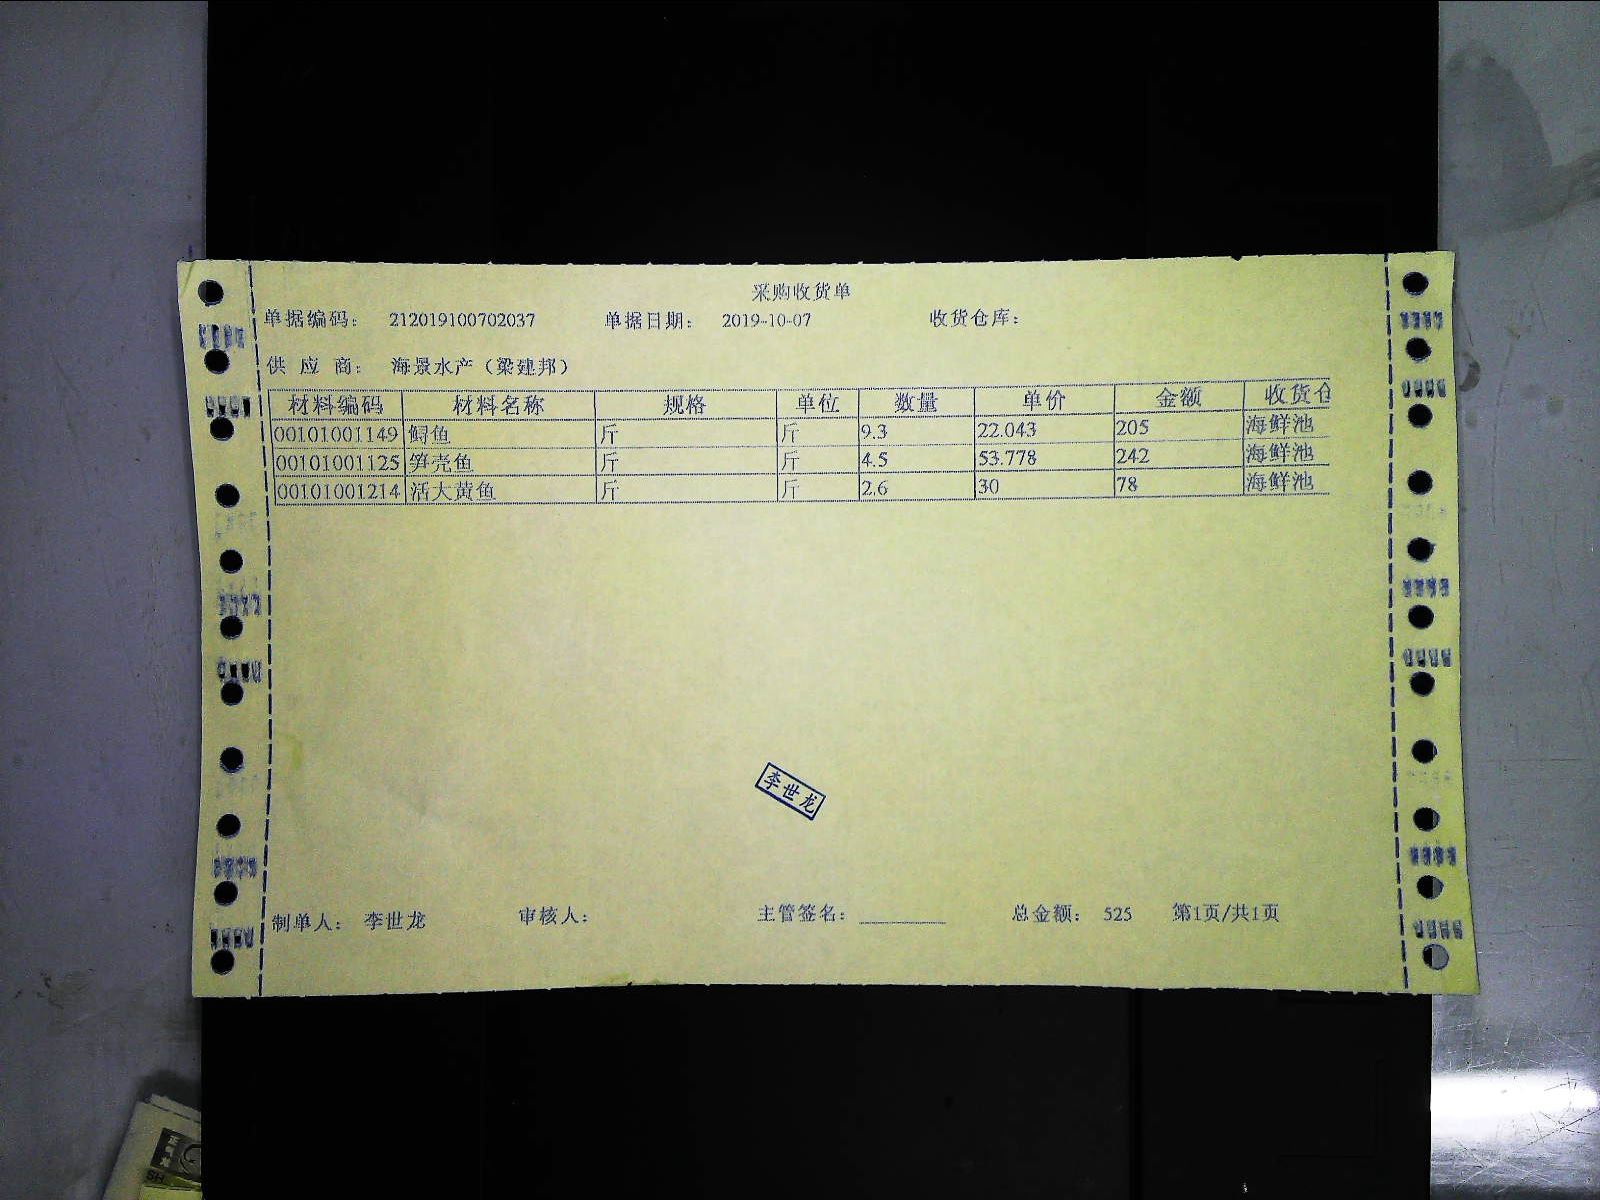 采购收货单
单据编码： 212019100702037 单据日期： 2019-10-07 收货仓库：
供 应 商： 海景水产（梁建邦）
材料编码 材料名称 规格 单位 数量 单价 金额 收货仓
00101001149 鲟鱼 斤 斤 9.3 22.043 205 海鲜池
00101001125 笋壳鱼 斤 斤 4.5 53.778 242 海鲜池
00101001214 活大黄鱼 斤 斤 2.6 30 78 海鲜池
李世龙
制单人： 李世龙 审核人： 主管签名： 总金额： 525 第1页/共1页